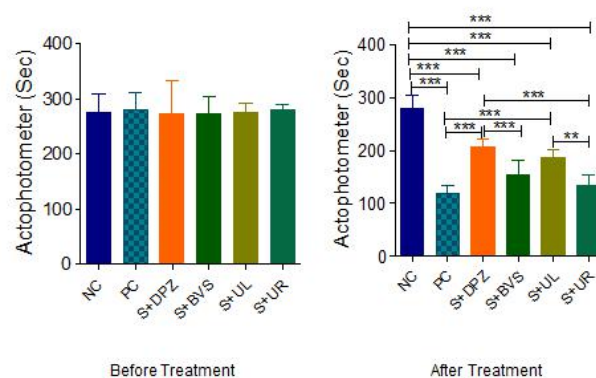 Actophotometer (Sec)
400
300
200
100
0
NC
PC
S+DPZ
S+BVS
S+UL
S+UR
Before Treatment
Actophotometer (Sec)
400
300
200
100
0
***
***
***
***
***
***
***
***
***
**
NC
PC
S+DPZ
S+BVS
S+UL
S+UR
After Treatment